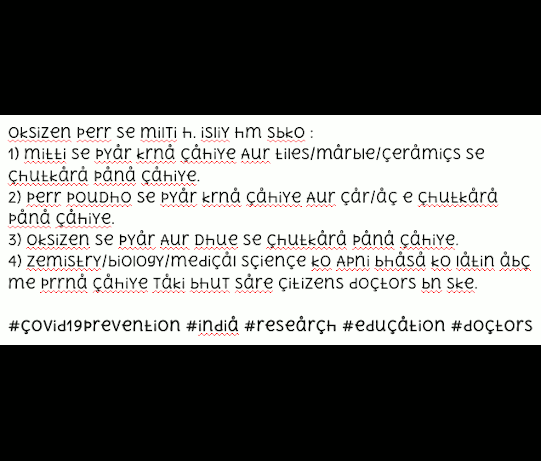 Oksizen þerr se milTi h. iSliY hm Sbko :
1) miŧŧi se pyår krnå çåhiye Aur tiles/mårble/çeråmiçs se
çhutkårå þånå çåhiye.
2) þerr þoudho se pyår krnå çåhiye Aur çår/åç e çhutkårå
þånå çåhiye.
3) Oksizen se pyår Aur Dhue se çhutkårå þånå çåhiye.
4) zemistry/biology/mediçål sçiençe ko Aþni bhåså ko låtin åbç
me þrrnå çåhiye Tåki bhuT såre çitizens doçtors bn Ske.
#çovid19þrevention #indiå #reseårçh #eduçåtion #doçtors